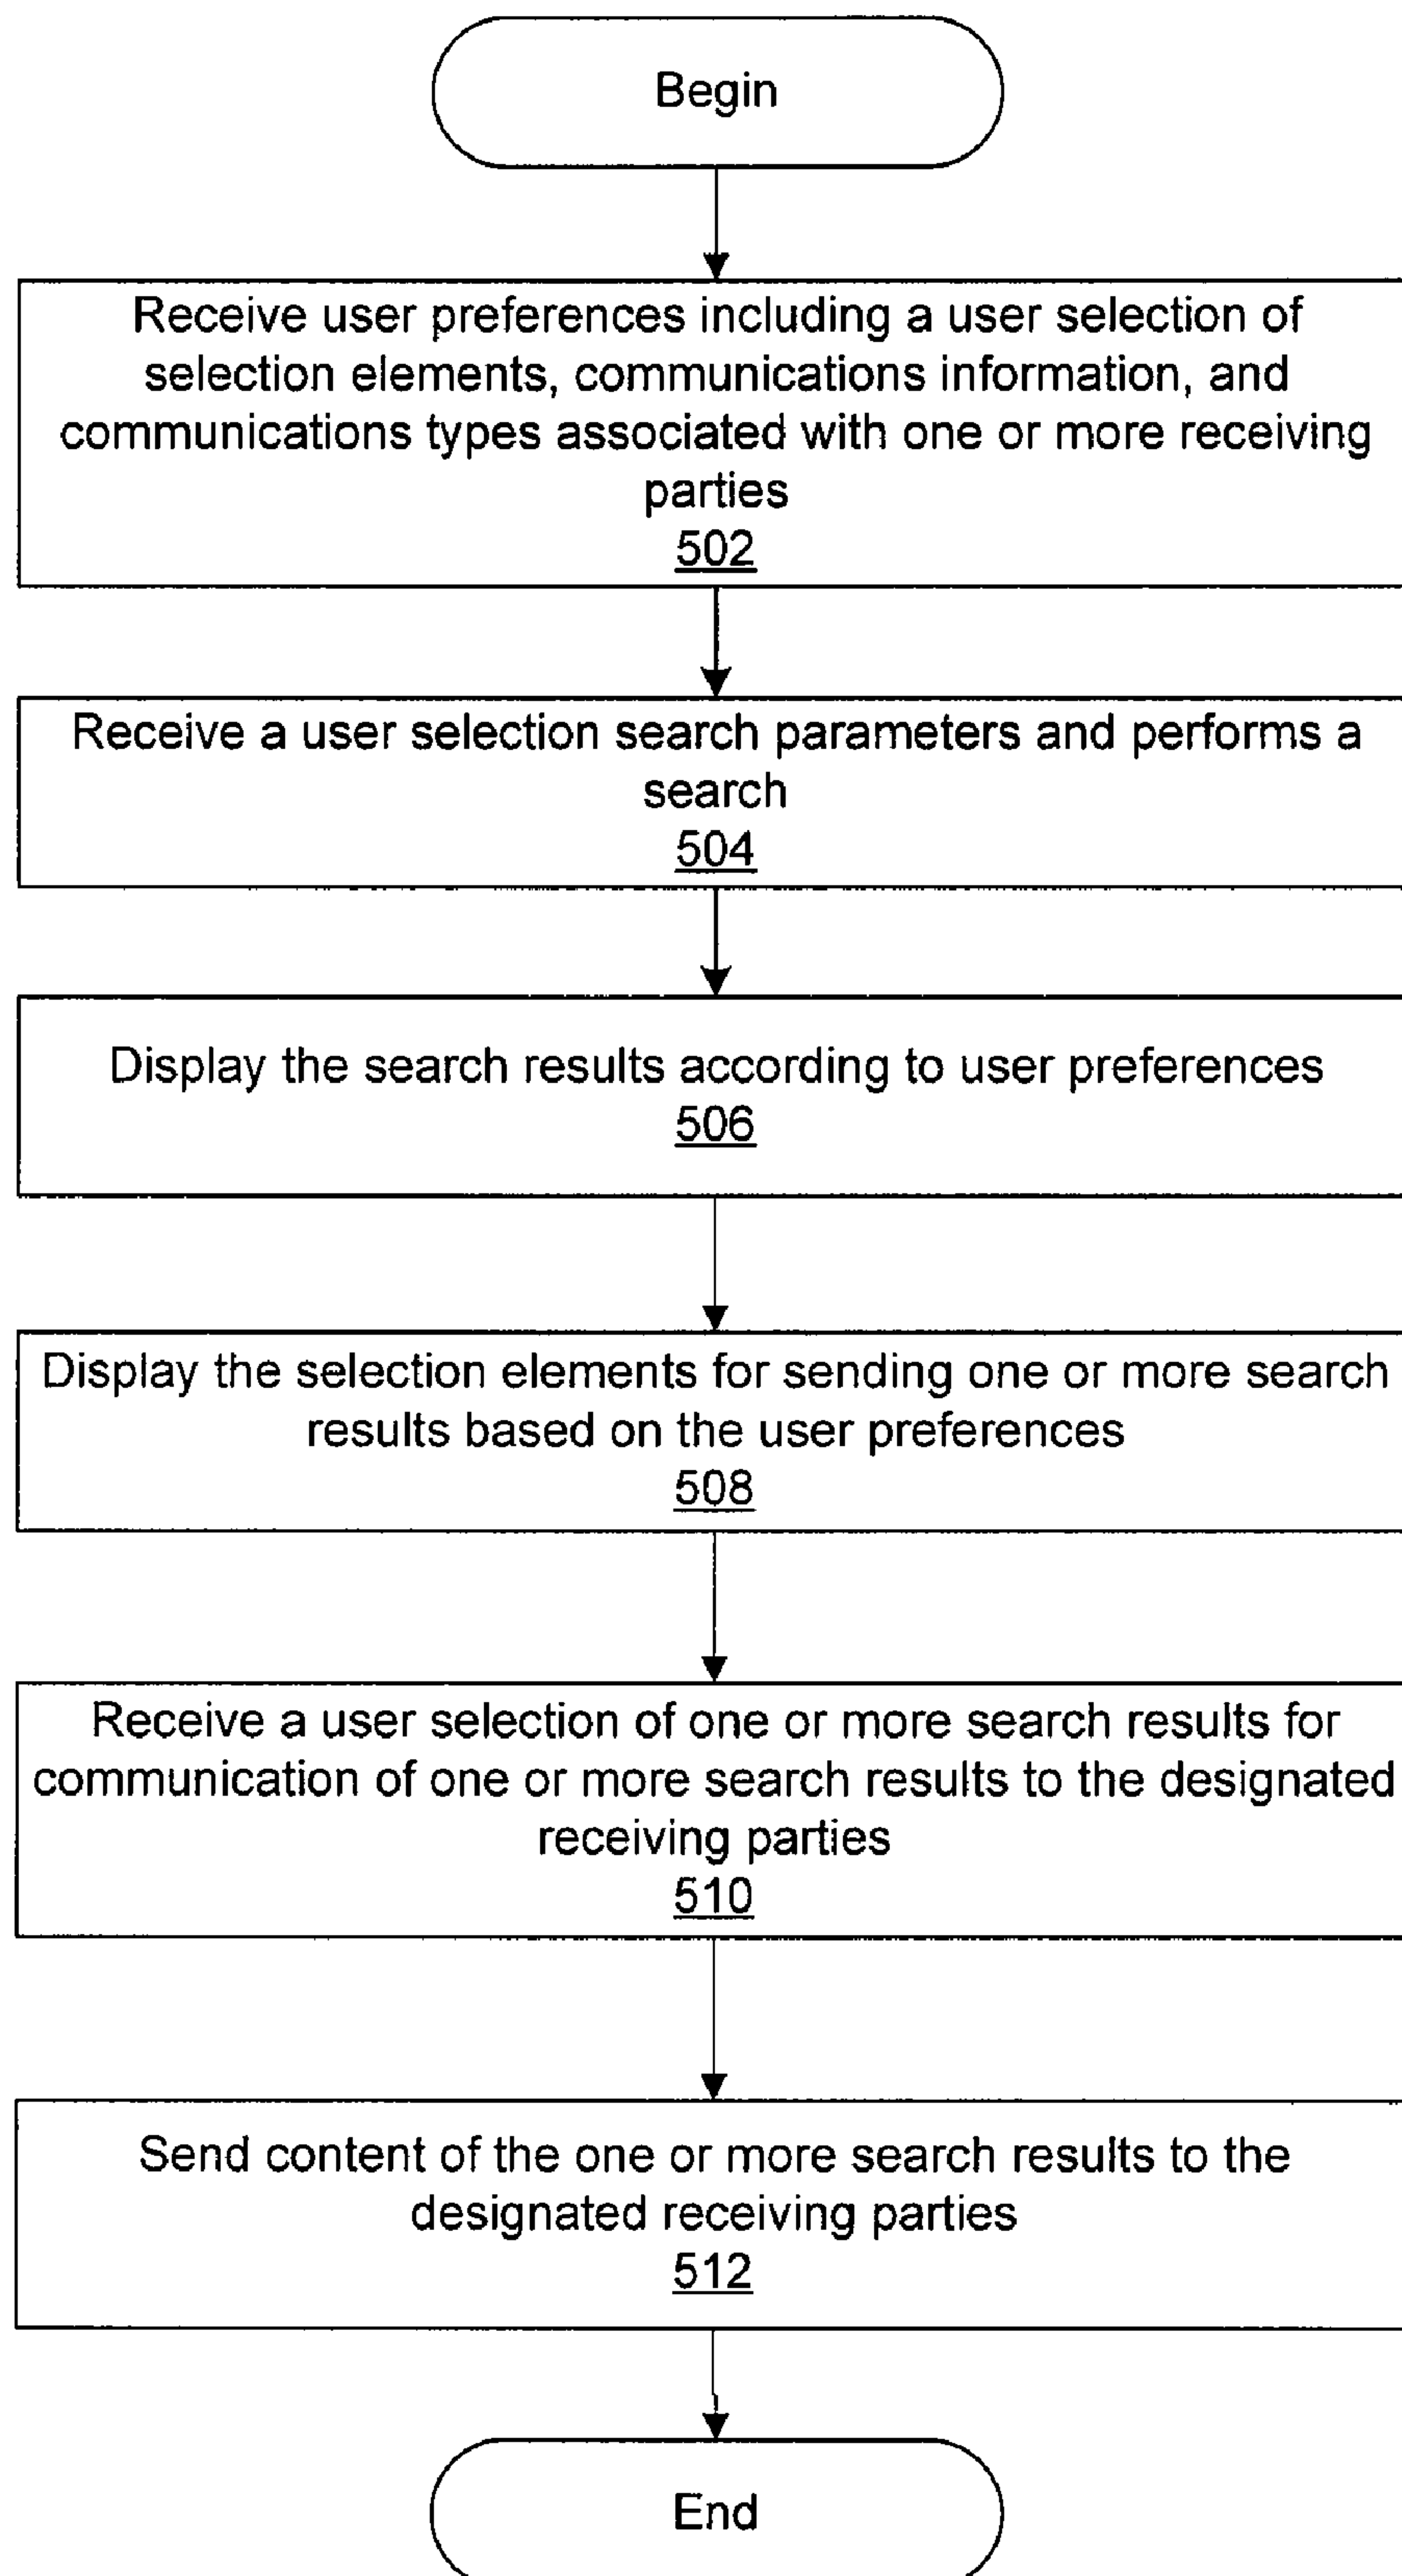 Begin
Receive user preferences including a user selection of
selection elements, communications information, and
communications types associated with one or more receiving
parties
502
Receive a user selection search parameters and performs a
search
504
Display the search results according to user preferences
506
Display the selection elements for sending one or more search
results based on the user preferences
508
Receive a user selection of one or more search results for
communication of one or more search results to the designated
receiving parties
510
Send content of the one or more search results to the
designated receiving parties
512
End